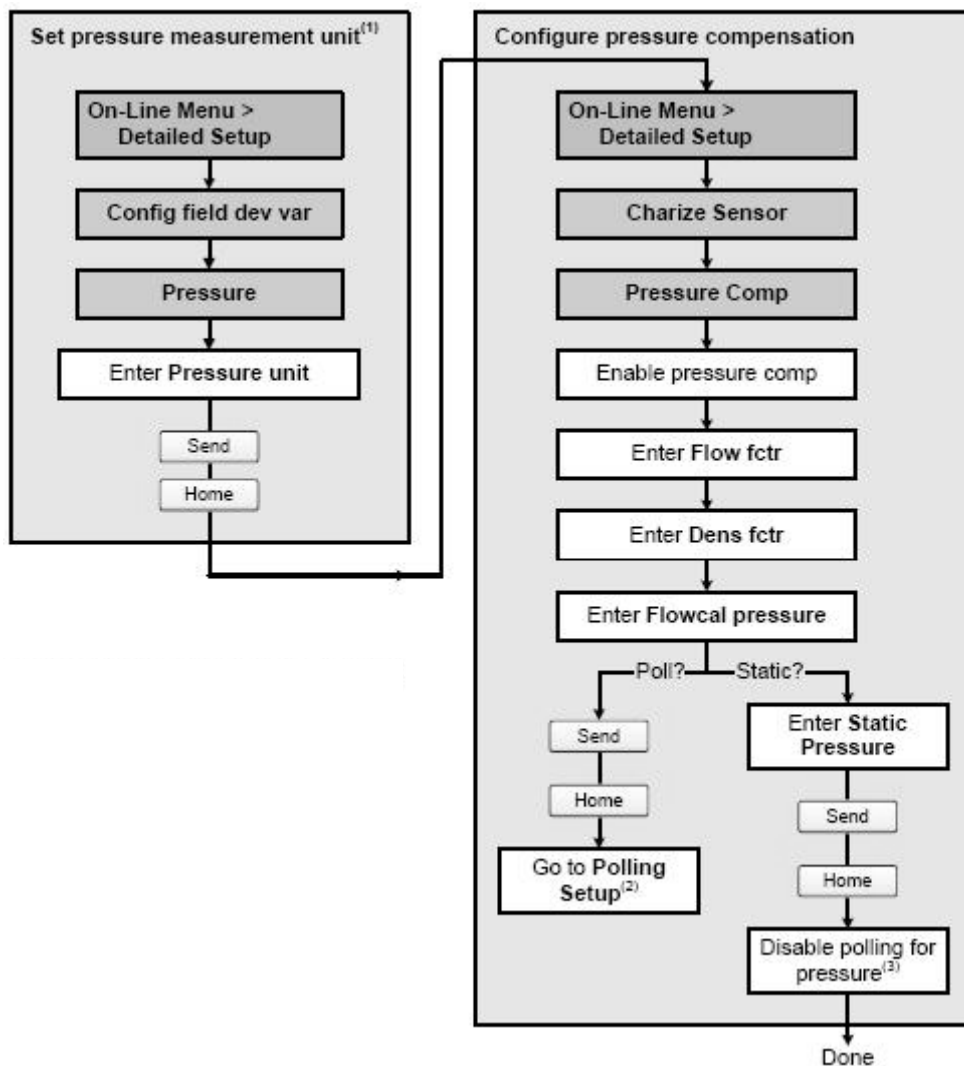 Set pressure measurement unit(1)
On-Line Menu >
Detailed Setup
Config field dev var
Pressure
Enter Pressure unit
Send
Home
Configure pressure compensation
On-Line Menu >
Detailed Setup
Charize Sensor
Pressure Comp
Enable pressure comp
Enter Flow fctr
Enter Dens fctr
Enter Flowcal pressure
Poll?
Static?
Send
Home
Go to Polling
Setup(2)
Enter Static
Pressure
Send
Home
Disable polling for
pressure(3)
Done